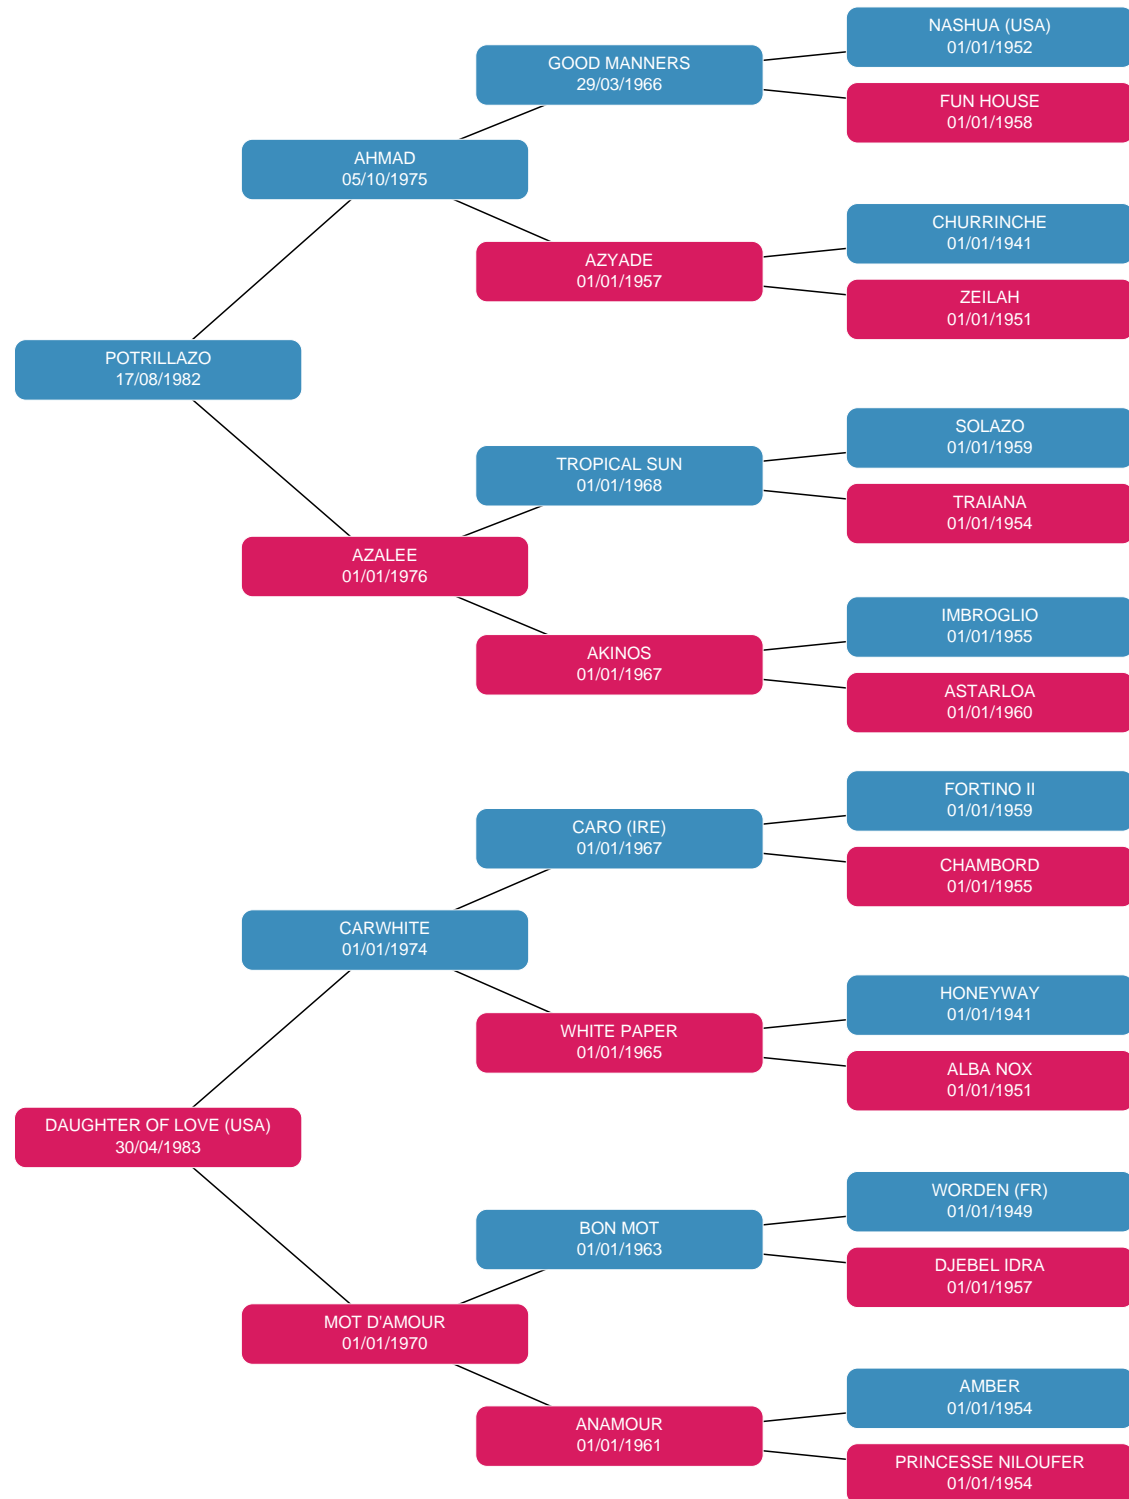 NASHUA (USA)
01/01/1952
GOOD MANNERS
29/03/1966
FUN HOUSE
01/01/1958
AHMAD
05/10/1975
CHURRINCHE
01/01/1941
AZYADE
01/01/1957
ZEILAH
01/01/1951
POTRILLAZO
17/08/1982
SOLAZO
01/01/1959
TROPICAL SUN
01/01/1968
TRAIANA
01/01/1954
AZALEE
01/01/1976
IMBROGLIO
01/01/1955
AKINOS
01/01/1967
ASTARLOA
01/01/1960
FORTINO II
01/01/1959
CARO (IRE)
01/01/1967
CHAMBORD
01/01/1955
CARWHITE
01/01/1974
HONEYWAY
01/01/1941
WHITE PAPER
01/01/1965
ALBA NOX
01/01/1951
DAUGHTER OF LOVE (USA)
30/04/1983
WORDEN (FR)
01/01/1949
BON MOT
01/01/1963
DJEBEL IDRA
01/01/1957
MOT D'AMOUR
01/01/1970
AMBER
01/01/1954
ANAMOUR
01/01/1961
PRINCESSE NILOUFER
01/01/1954